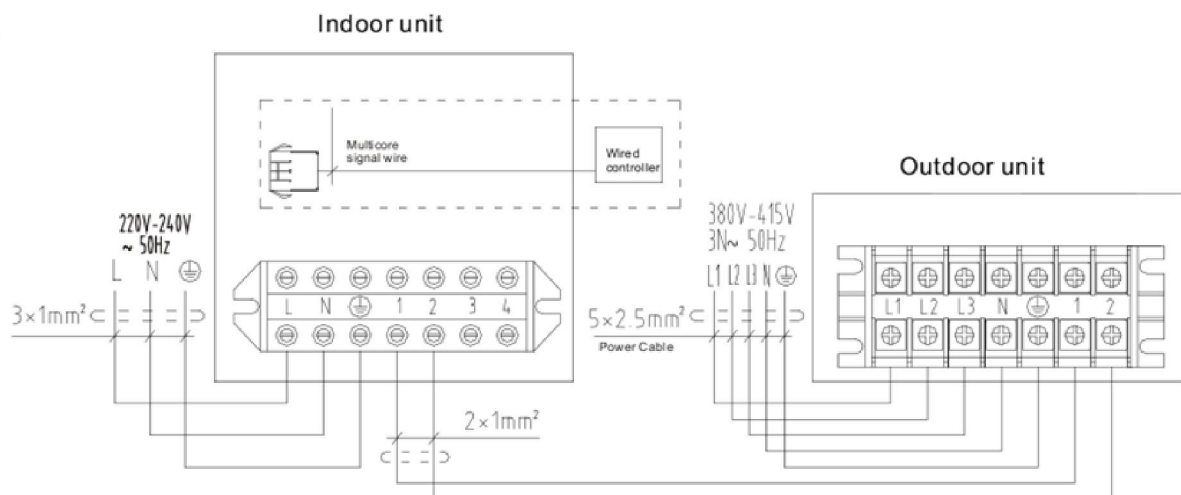 Indoor unit
Multicore
signal wire
Wired
controller
Outdoor unit
220V-240V
~ 50Hz
L N
380V-415V
3N~ 50Hz
L1 L2 L3 N
L N 1 2 3 4
L1 L2 L3 N 1 2
3×1mm²
5×2.5mm²
Power Cable
2×1mm²